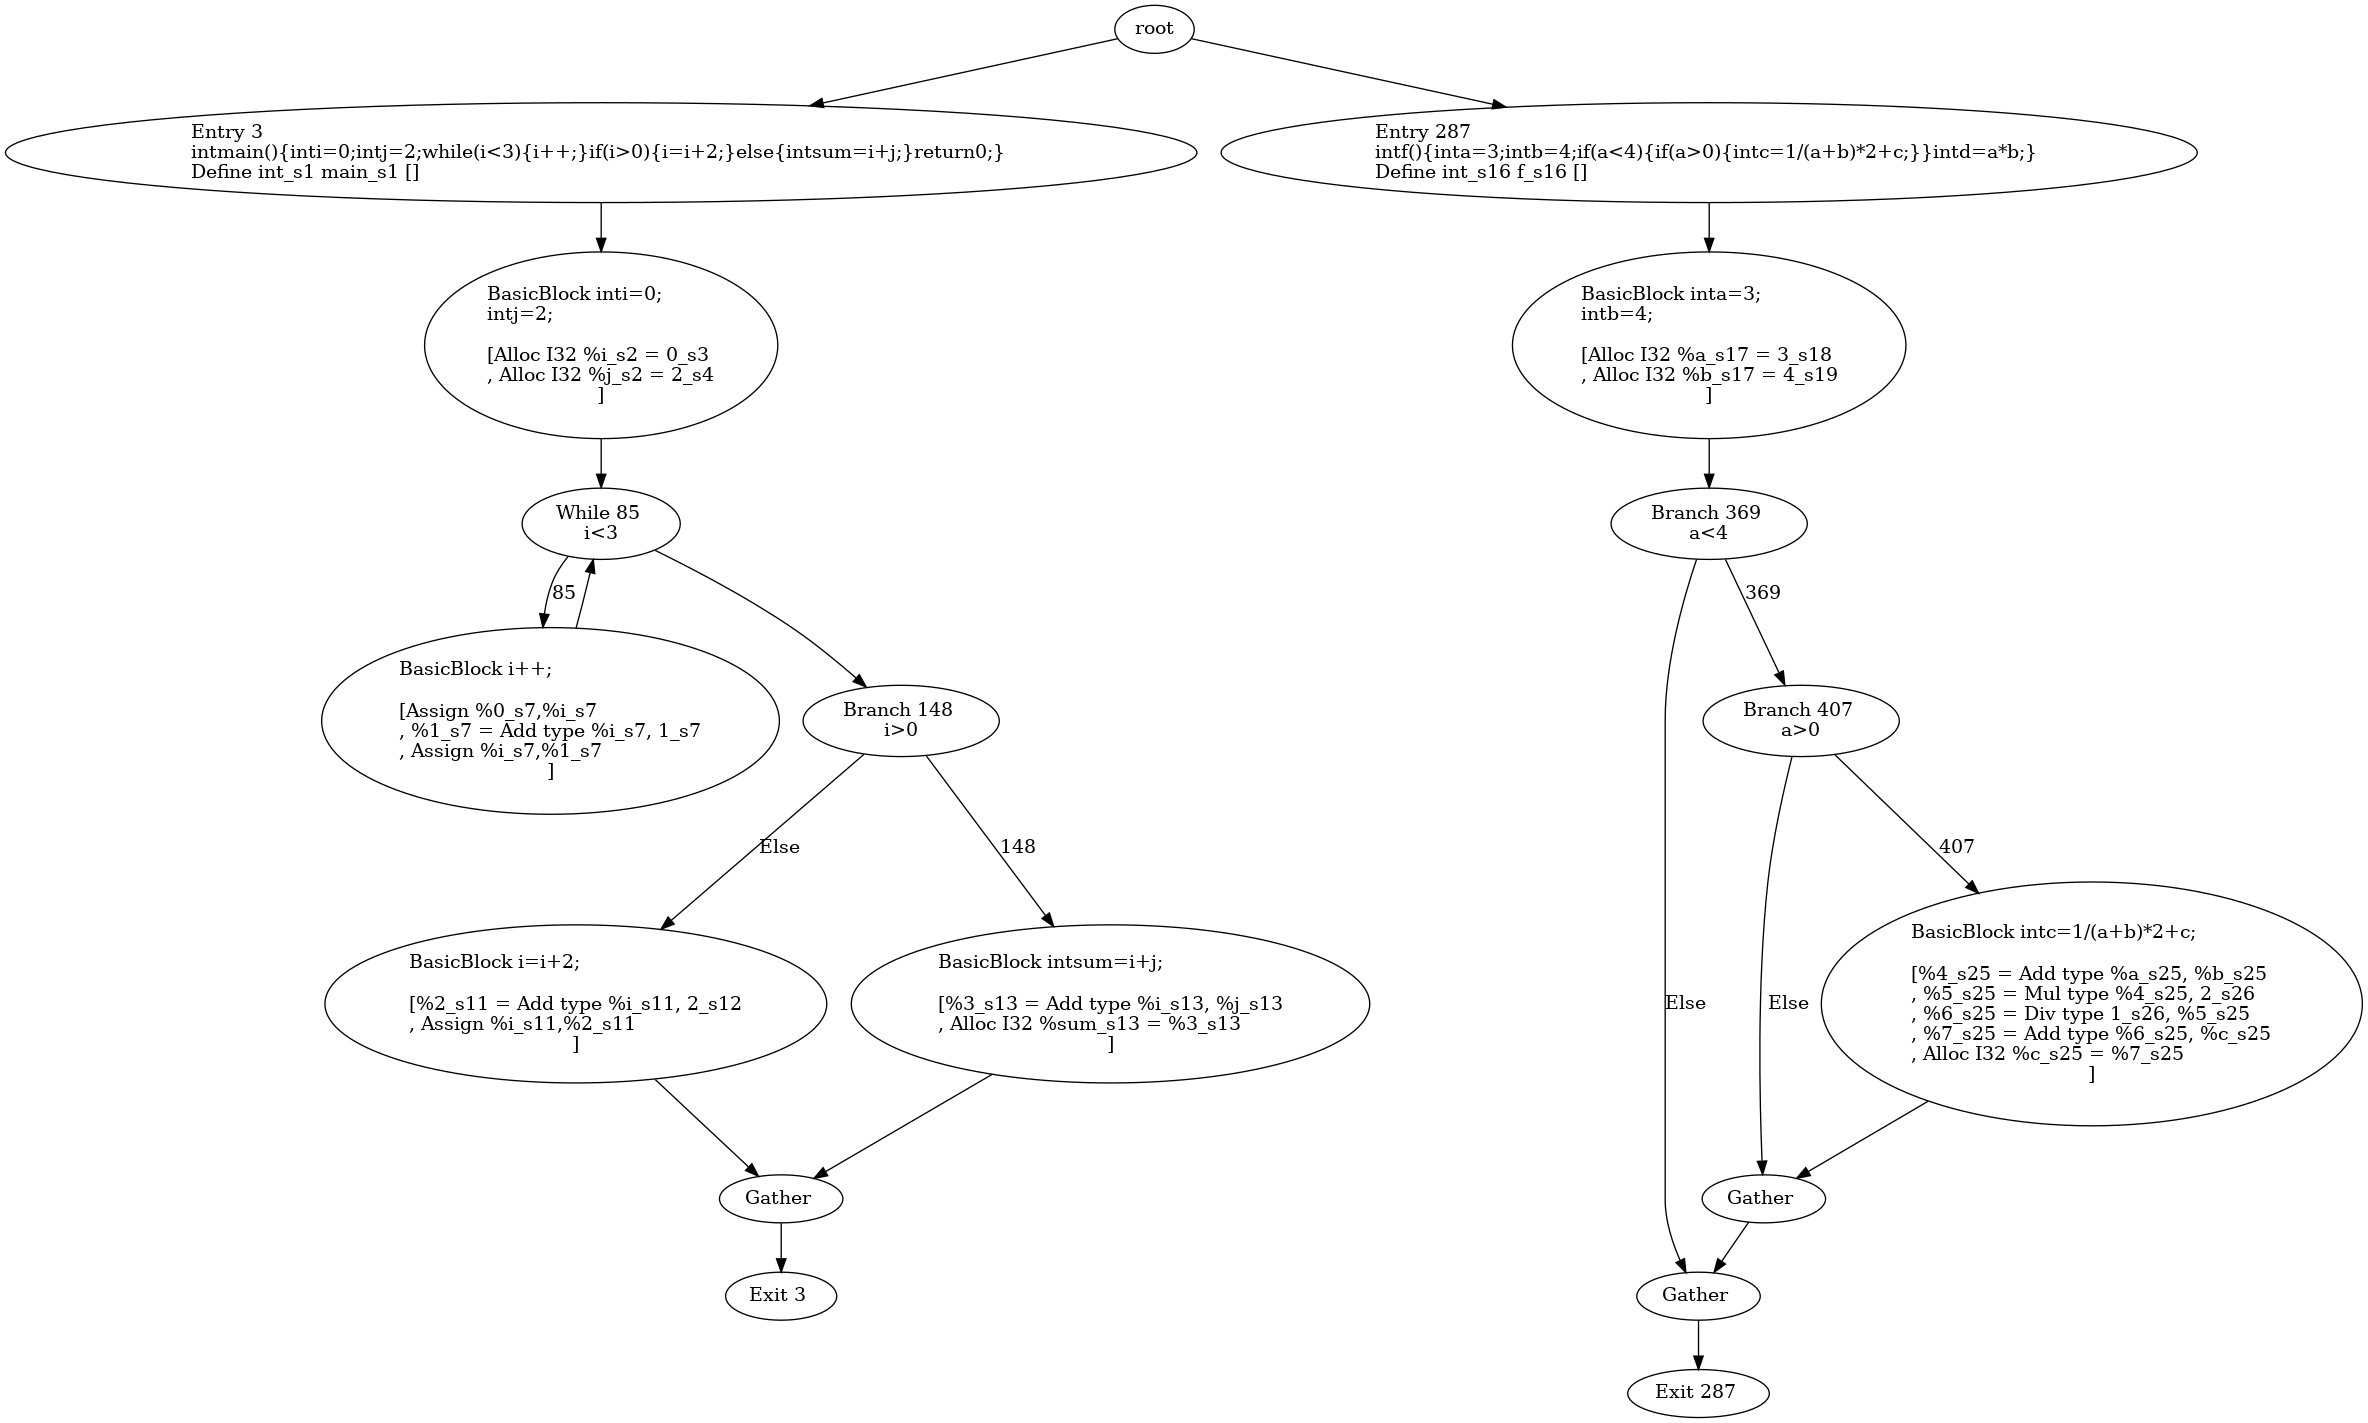 root
Entry 3
intmain(){inti=0;intj=2;while(i<3){i++;}if(i>0){i=i+2;}else{intsum=i+j;}return0;}
Define int_s1 main_s1 []
Entry 287
intf(){inta=3;intb=4;if(a<4){if(a>0){intc=1/(a+b)*2+c;}}intd=a*b;}
Define int_s16 f_s16 []
BasicBlock inti=0;
intj=2;
[Alloc I32 %i_s2 = 0_s3
, Alloc I32 %j_s2 = 2_s4
]
BasicBlock inta=3;
intb=4;
[Alloc I32 %a_s17 = 3_s18
, Alloc I32 %b_s17 = 4_s19
]
While 85
i<3
Branch 369
a<4
85
369
BasicBlock i++;
[Assign %0_s7,%i_s7
, %1_s7 = Add type %i_s7, 1_s7
, Assign %i_s7,%1_s7
]
Branch 148
i>0
Branch 407
a>0
Else
148
407
BasicBlock i=i+2;
[%2_s11 = Add type %i_s11, 2_s12
, Assign %i_s11,%2_s11
]
BasicBlock intsum=i+j;
[%3_s13 = Add type %i_s13, %j_s13
, Alloc I32 %sum_s13 = %3_s13
]
Else
Else
BasicBlock intc=1/(a+b)*2+c;
[%4_s25 = Add type %a_s25, %b_s25
, %5_s25 = Mul type %4_s25, 2_s26
, %6_s25 = Div type 1_s26, %5_s25
, %7_s25 = Add type %6_s25, %c_s25
, Alloc I32 %c_s25 = %7_s25
]
Gather
Gather
Exit 3
Gather
Exit 287